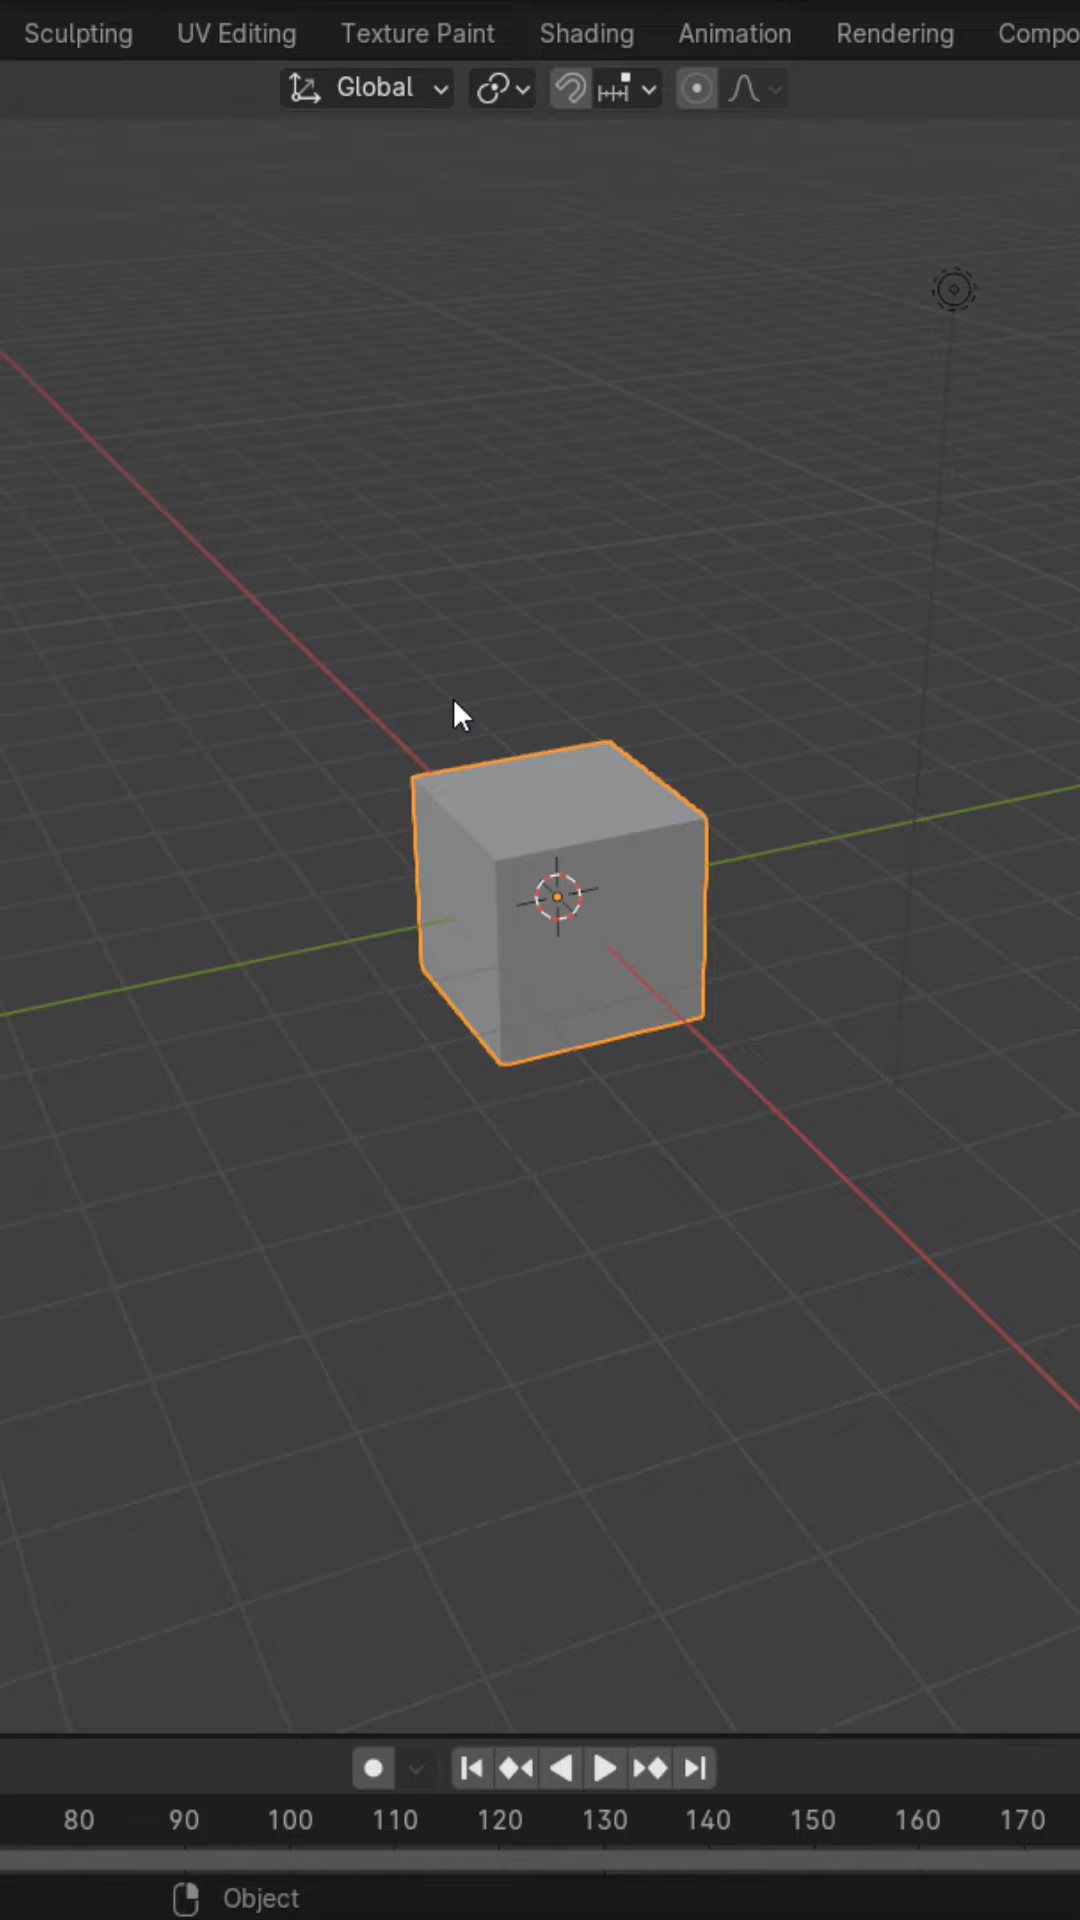 Sculpting UV Editing Texture Paint Shading Animation Rendering Compo
Global
80 90 100 110 120 130 140 150 160 170
Object